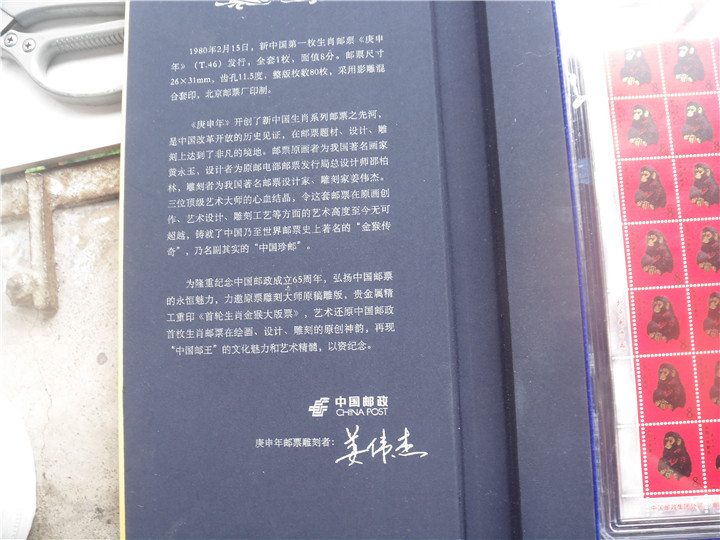 1980年2月15日，新中国第一枚生肖邮票《庚申
年》（T.46）发行，全套1枚，面值8分。邮票尺寸
26×31mm，齿孔11.5度，整版枚数80枚，采用影雕混
合套印，北京邮票厂印制。
《庚申年》开创了新中国生肖系列邮票之先河，
是中国改革开放的历史见证，在邮票题材、设计、雕
刻上达到了非凡的境地。邮票原画者为我国著名画家
黄永玉，设计者为原邮电部邮票发行局总设计师邵柏
林，雕刻者为我国著名邮票设计家、雕刻家姜伟杰。
三位顶级艺术大师的心血结晶，令这套邮票在原画创
作、艺术设计、雕刻工艺等方面的艺术高度至今无可
超越，铸就了中国乃至世界邮票史上著名的“金猴传
奇”，乃名副其实的“中国珍邮”。
为隆重纪念中国邮政成立65周年，弘扬中国邮票
的永恒魅力，力邀原票雕刻大师原稿雕版，贵金属精
工重印《首轮生肖金猴大版票》，艺术还原中国邮政
首枚生肖邮票在绘画、设计、雕刻的原创神韵，再现
“中国邮王”的文化魅力和艺术精髓，以资纪念。
中国邮政
CHINA POST
庚申年邮票雕刻者：姜伟杰